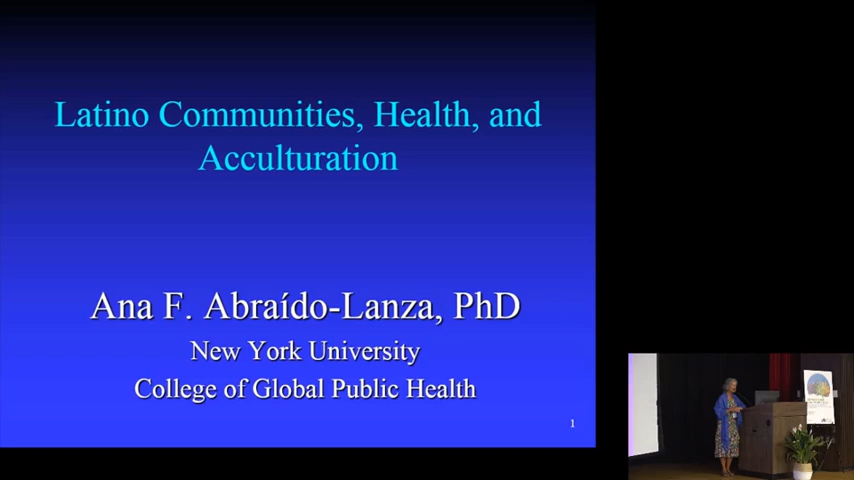 Latino Communities, Health, and
Acculturation
Ana F. Abraído-Lanza, PhD
New York University
College of Global Public Health
1